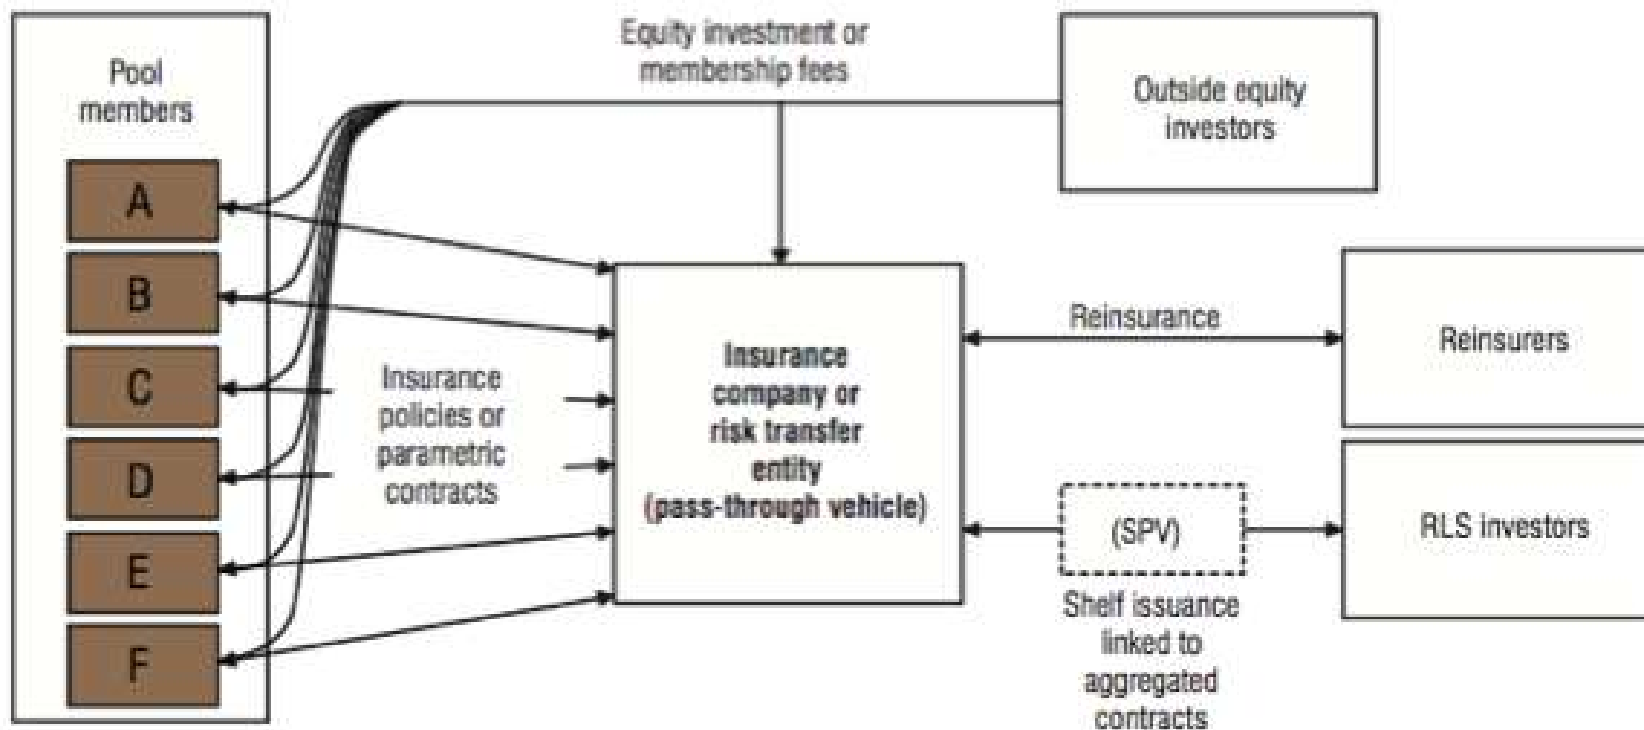 Pool
members
A
B
C
D
E
F
Equity investment or
membership fees
Outside equity
investors
Insurance
policies or
parametric
contracts
Insurance
company or
risk transfer
entity
(pass-through vehicle)
Reinsurance
Reinsurers
(SPV)
Shelf issuance
linked to
aggregated
contracts
RLS investors